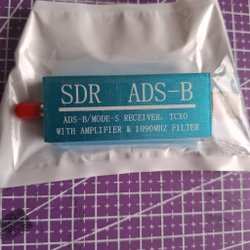 SDR ADS-B
ADS-B/MODE-S RECEIVER, TCXO
WITH AMPLIFIER & 1090MHZ FILTER